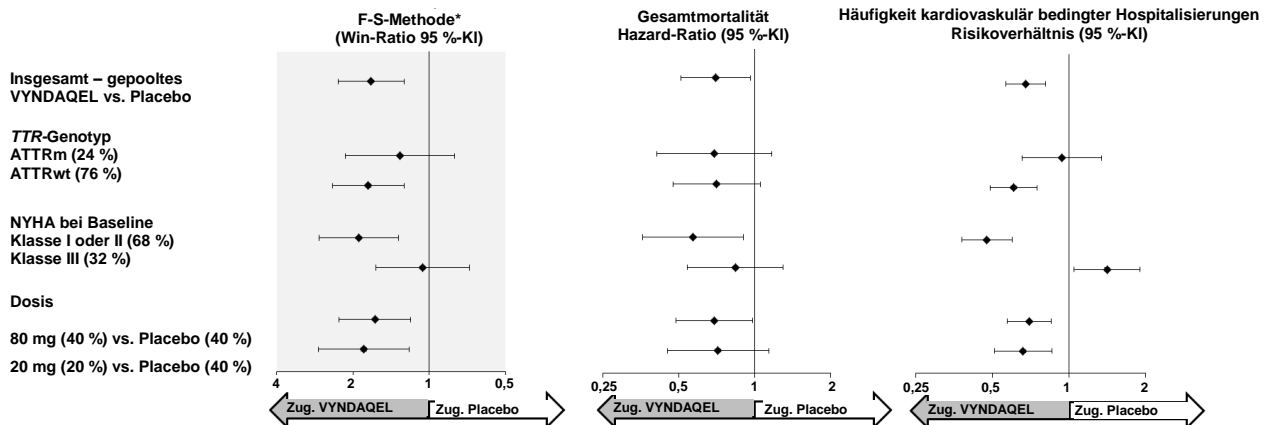 F-S-Methode*
(Win-Ratio 95 %-KI)
Gesamtmortalität
Hazard-Ratio (95 %-KI)
Häufigkeit kardiovaskulär bedingter Hospitalisierungen
Risikoverhältnis (95 %-KI)
Insgesamt – gepooltes
VYNDAQEL vs. Placebo
TTR-Genotyp
ATTRm (24 %)
ATTRwt (76 %)
NYHA bei Baseline
Klasse I oder II (68 %)
Klasse III (32 %)
Dosis
80 mg (40 %) vs. Placebo (40 %)
20 mg (20 %) vs. Placebo (40 %)
4 2 1 0,5
0,25 0,5 1 2
0,25 0,5 1 2
Zug. VYNDAQEL Zug. Placebo
Zug. VYNDAQEL Zug. Placebo
Zug. VYNDAQEL Zug. Placebo